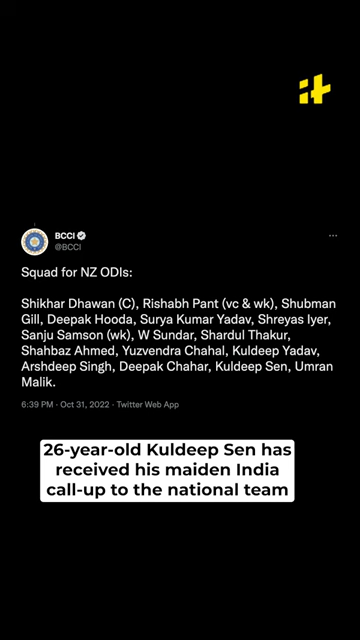 BCCI
@BCCI
Squad for NZ ODIs:
Shikhar Dhawan (C), Rishabh Pant (vc & wk), Shubman
Gill, Deepak Hooda, Surya Kumar Yadav, Shreyas Iyer,
Sanju Samson (wk), W Sundar, Shardul Thakur,
Shahbaz Ahmed, Yuzvendra Chahal, Kuldeep Yadav,
Arshdeep Singh, Deepak Chahar, Kuldeep Sen, Umran
Malik.
6:39 PM · Oct 31, 2022 · Twitter Web App
26-year-old Kuldeep Sen has
received his maiden India
call-up to the national team